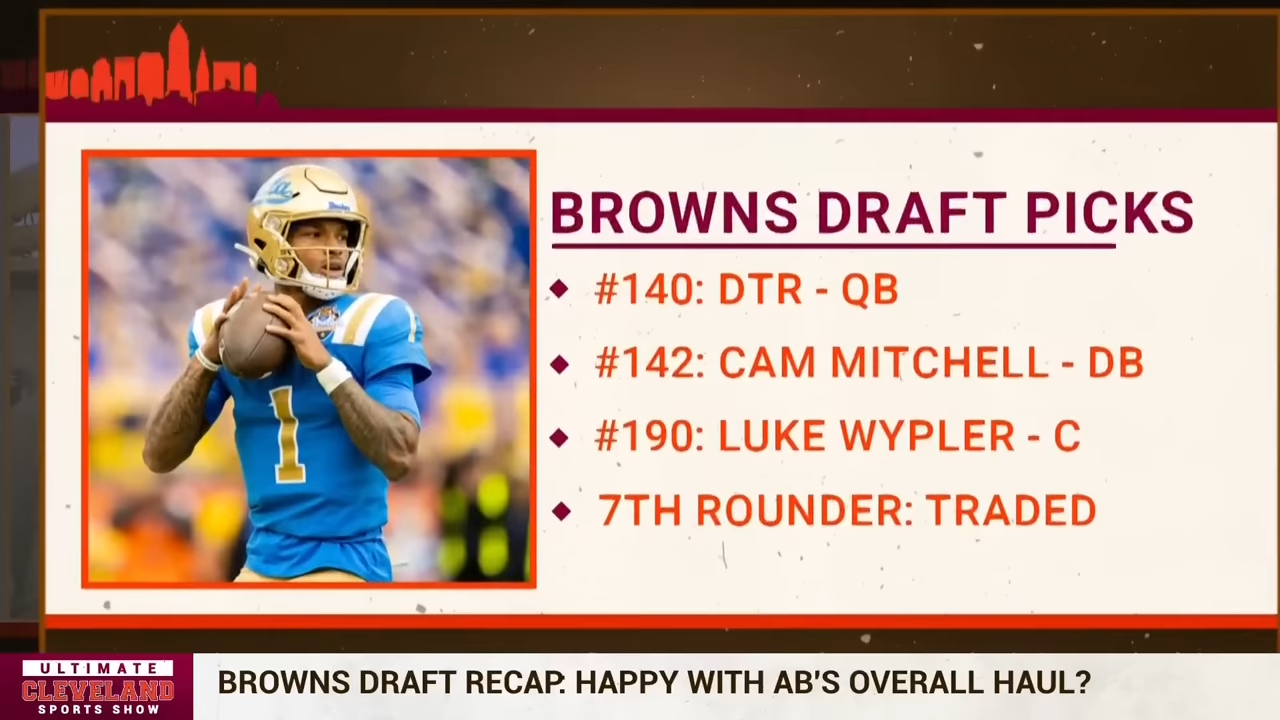 BROWNS DRAFT PICKS
#140: DTR - QB
#142: CAM MITCHELL - DB
#190: LUKE WYPLER - C
7TH ROUNDER: TRADED
1
ULTIMATE
CLEVELAND
SPORTS SHOW
BROWNS DRAFT RECAP: HAPPY WITH AB'S OVERALL HAUL?